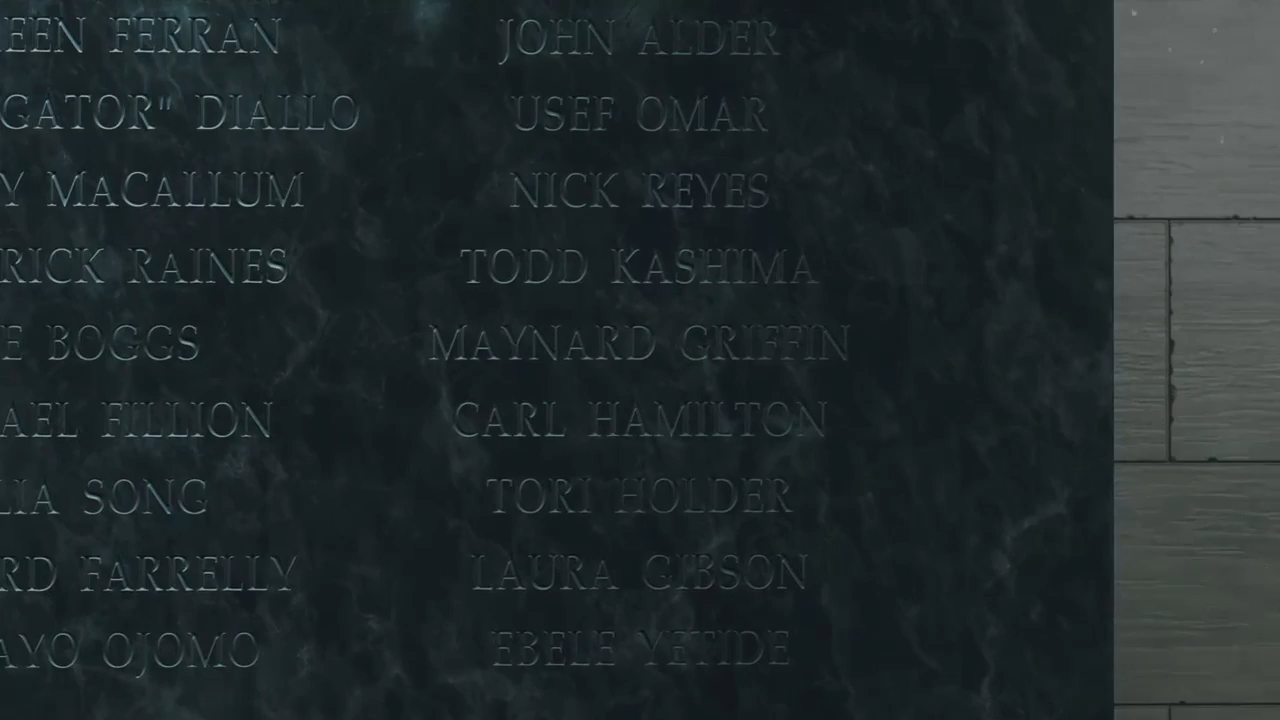 EEN FERRAN JOHN ALDER
GATOR" DIALLO USEF OMAR
Y MACALLUM NICK REYES
RICK RAINES TODD KASHIMA
E BOGGS MAYNARD GRIFFIN
AEL FILLION CARL HAMILTON
LIA SONG TORI HOLDER
RD FARRELLY LAURA GIBSON
AYO OJOMO EBELE YETIDE